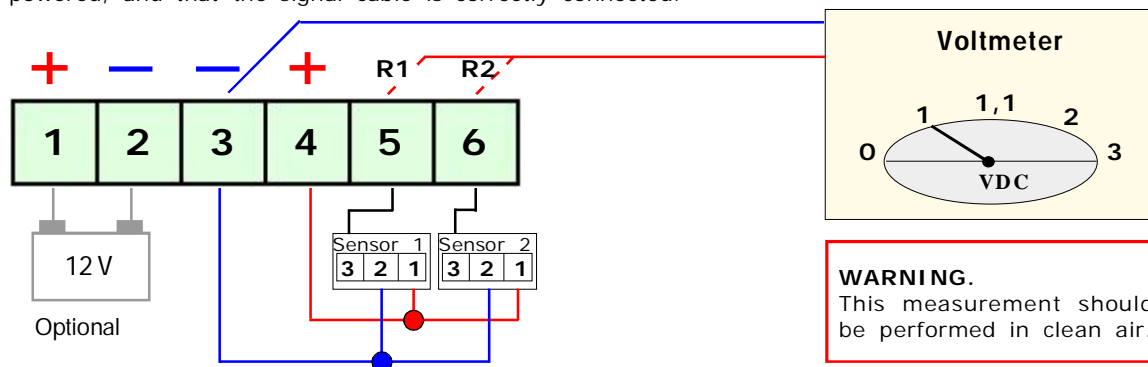 powered, and that the signal cable is correctly connected.
Voltmeter
+ — — + R1 R2
1 2 3 4 5 6
0 1 1,1 2 3
VDC
Sensor 1 Sensor 2
3 2 1 3 2 1
12 V
Optional
WARNING.
This measurement should
be performed in clean air.